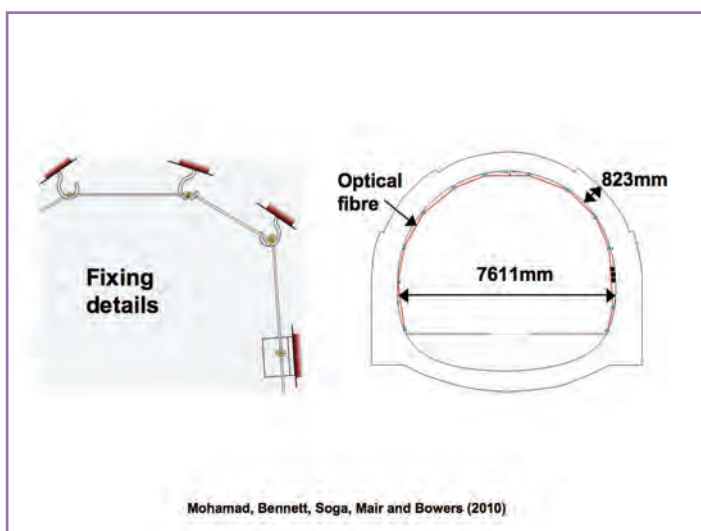 Optical
fibre
823mm
7611mm
Fixing
details
Mohamad, Bennett, Soga, Mair and Bowers (2010)